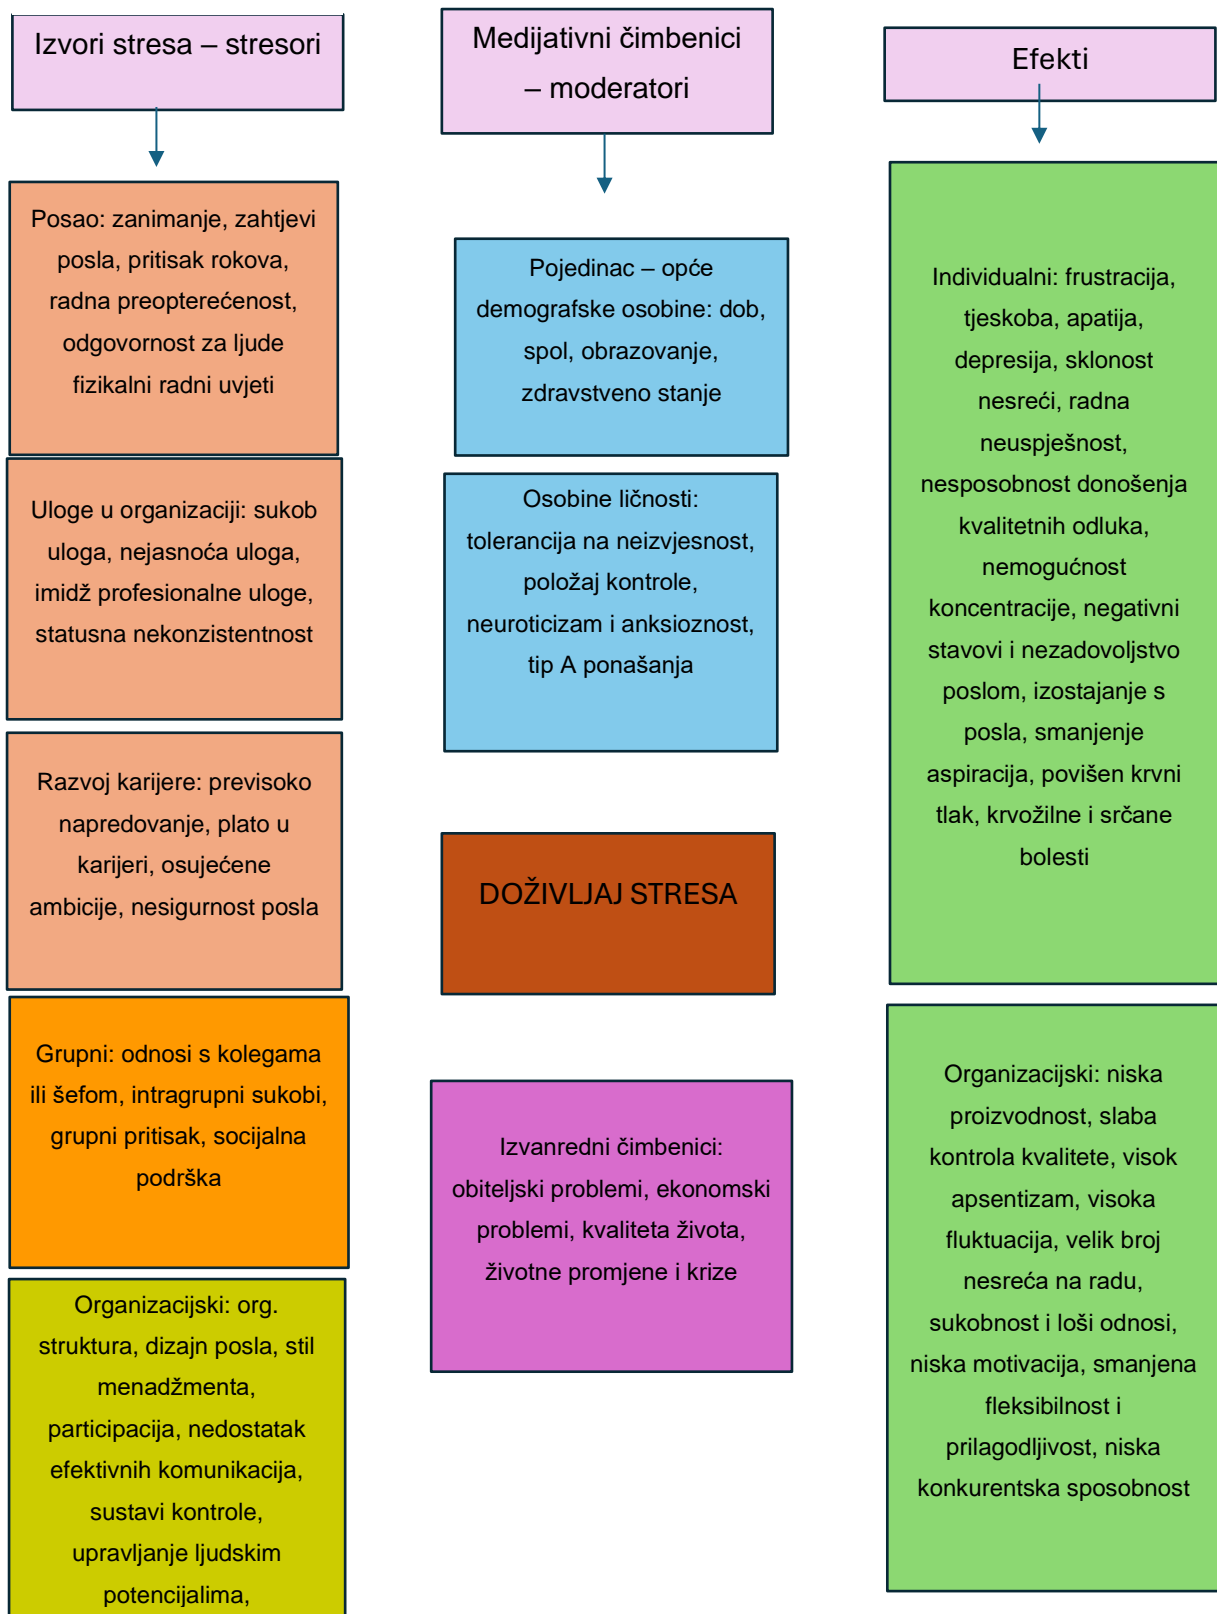 Izvori stresa – stresori
Posao: zanimanje, zahtjevi
posla, pritisak rokova,
radna preopterećenost,
odgovornost za ljude
fizikalni radni uvjeti
Uloge u organizaciji: sukob
uloga, nejasnoća uloga,
imidž profesionalne uloge,
statusna nekonzistentnost
Razvoj karijere: previsoko
napredovanje, plato u
karijeri, osujećene
ambicije, nesigurnost posla
Grupni: odnosi s kolegama
ili šefom, intragrupni sukobi,
grupni pritisak, socijalna
podrška
Organizacijski: org.
struktura, dizajn posla, stil
menadžmenta,
participacija, nedostatak
efektivnih komunikacija,
sustavi kontrole,
upravljanje ljudskim
potencijalima,
Medijativni čimbenici
– moderatori
Pojedinac – opće
demografske osobine: dob,
spol, obrazovanje,
zdravstveno stanje
Osobine ličnosti:
tolerancija na neizvjesnost,
položaj kontrole,
neuroticizam i anksioznost,
tip A ponašanja
DOŽIVLJAJ STRESA
Izvanredni čimbenici:
obiteljski problemi, ekonomski
problemi, kvaliteta života,
životne promjene i krize
Efekti
Individualni: frustracija,
tjeskoba, apatija,
depresija, sklonost
nesreći, radna
neuspješnost,
nesposobnost donošenja
kvalitetnih odluka,
nemogućnost
koncentracije, negativni
stavovi i nezadovoljstvo
poslom, izostajanje s
posla, smanjenje
aspiracija, povišen krvni
tlak, krvožilne i srčane
bolesti
Organizacijski: niska
proizvodnost, slaba
kontrola kvalitete, visok
apsentizam, visoka
fluktuacija, velik broj
nesreća na radu,
sukobnost i loši odnosi,
niska motivacija, smanjena
fleksibilnost i
prilagodljivost, niska
konkurentska sposobnost